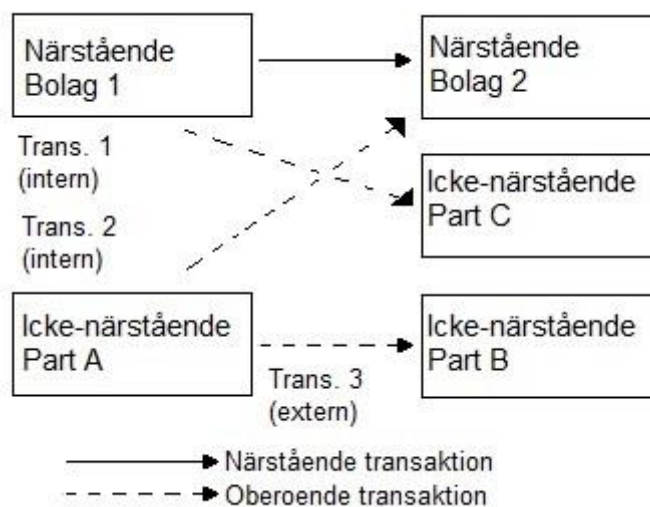 Närstående
Bolag 1
Närstående
Bolag 2
Trans. 1
(intern)
Icke-närstående
Part C
Trans. 2
(intern)
Icke-närstående
Part A
Icke-närstående
Part B
Trans. 3
(extern)
Närstående transaktion
Oberoende transaktion